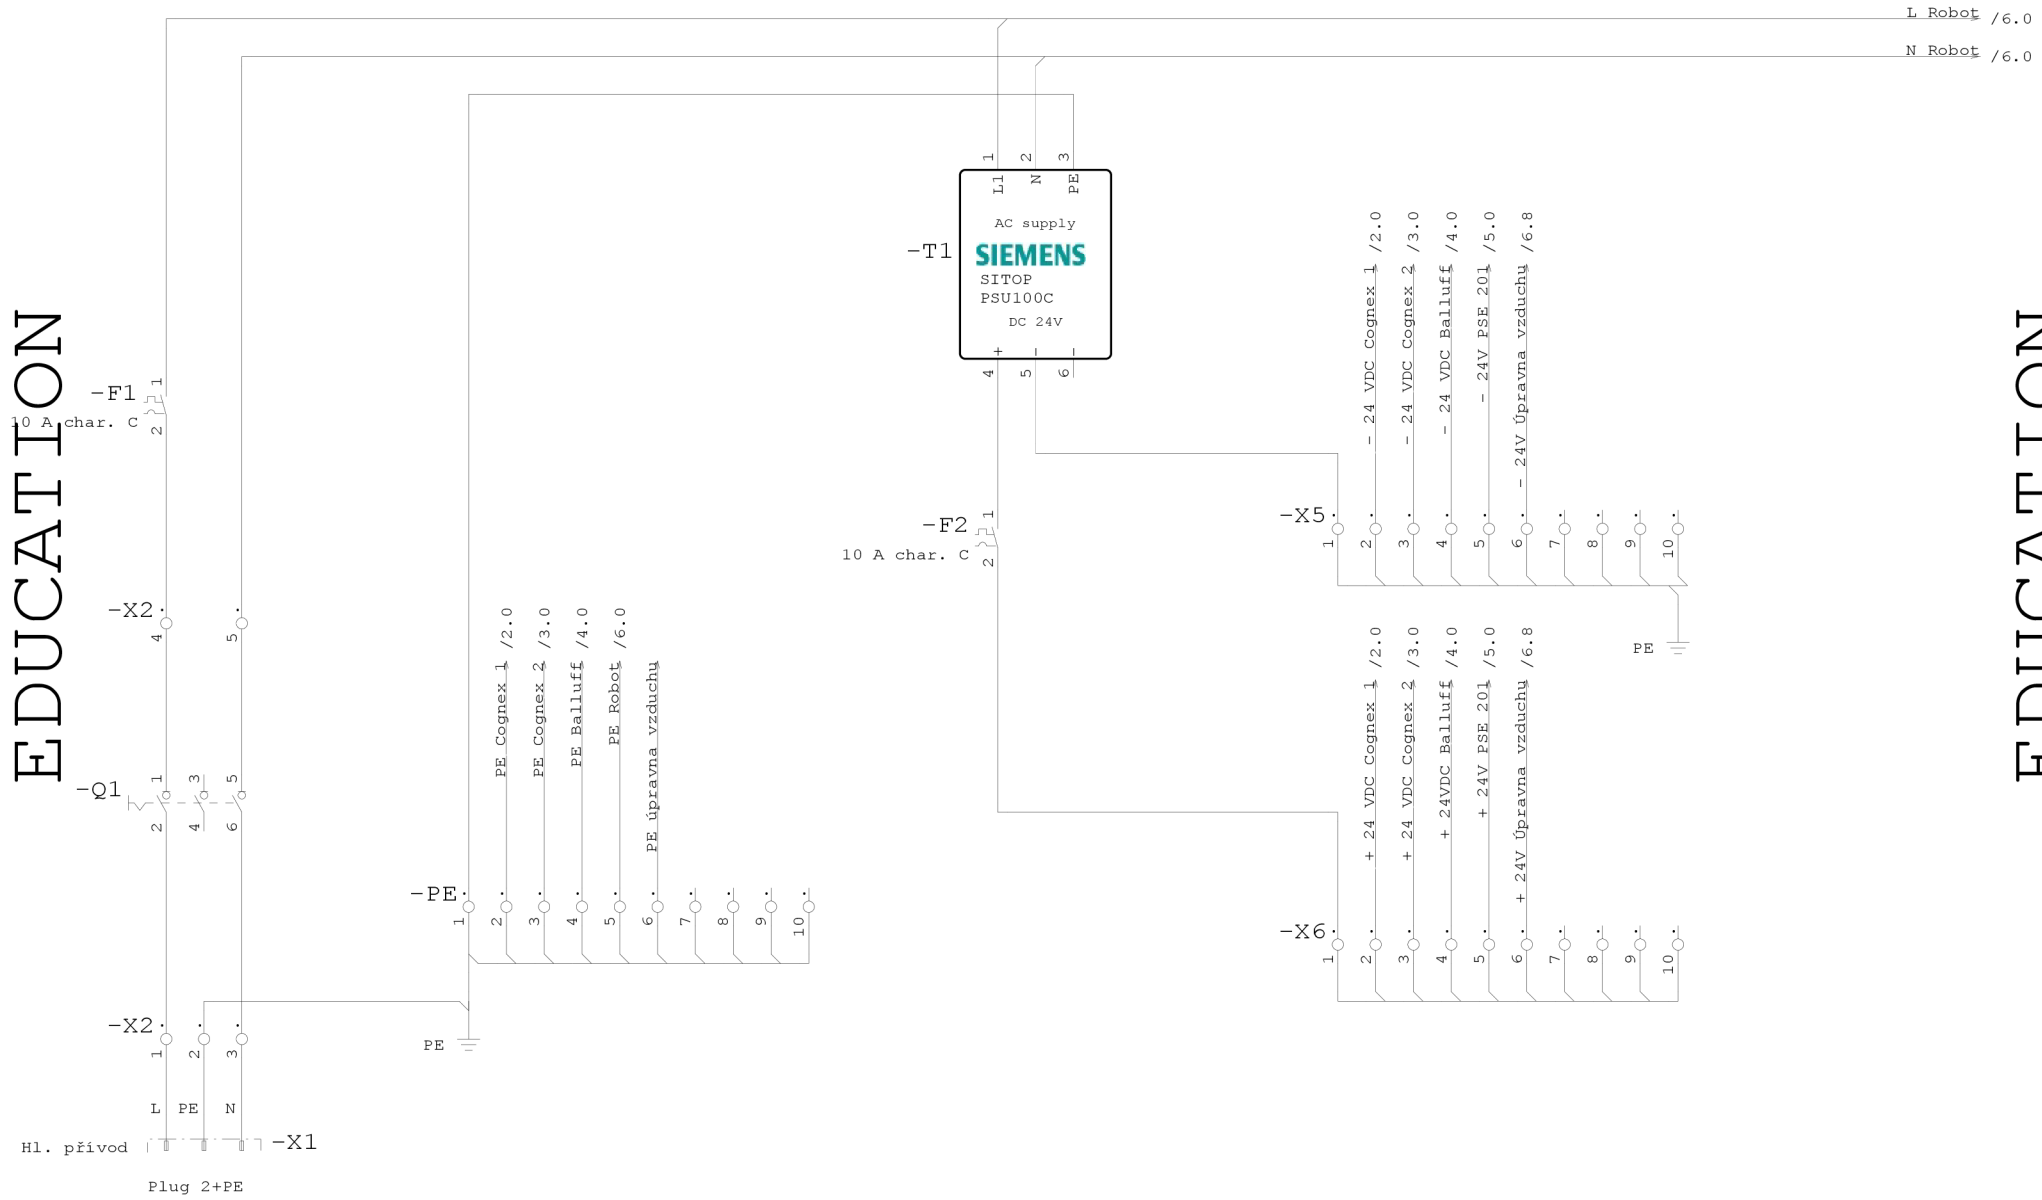 L Robot /6.0
N Robot /6.0
1 2 3
L1 N PE
AC supply
-T1
SIEMENS
SITOP
PSU100C
DC 24V
+ - -
4 5 6
EDUCATION
EDUCATION
-F1
1
10 A char. C
2
-F2
1
10 A char. C
2
- 24 VDC Cognex 1 /2.0
- 24 VDC Cognex 2 /3.0
- 24 VDC Balluff /4.0
- 24V PSE 201 /5.0
- 24V Úpravna vzduchu /6.8
-X5
1 2 3 4 5 6 7 8 9 10
PE
-X2
4 5
PE Cognex 1 /2.0
PE Cognex 2 /3.0
PE Balluff /4.0
PE Robot /6.0
PE úpravna vzduchu
+ 24 VDC Cognex 1 /2.0
+ 24 VDC Cognex 2 /3.0
+ 24VDC Balluff /4.0
+ 24V PSE 201 /5.0
+ 24V Úpravna vzduchu /6.8
-Q1
1 3 5
2 4 6
-PE
1 2 3 4 5 6 7 8 9 10
-X6
1 2 3 4 5 6 7 8 9 10
-X2
1 2 3
PE
L PE N
Hl. přívod
-X1
Plug 2+PE